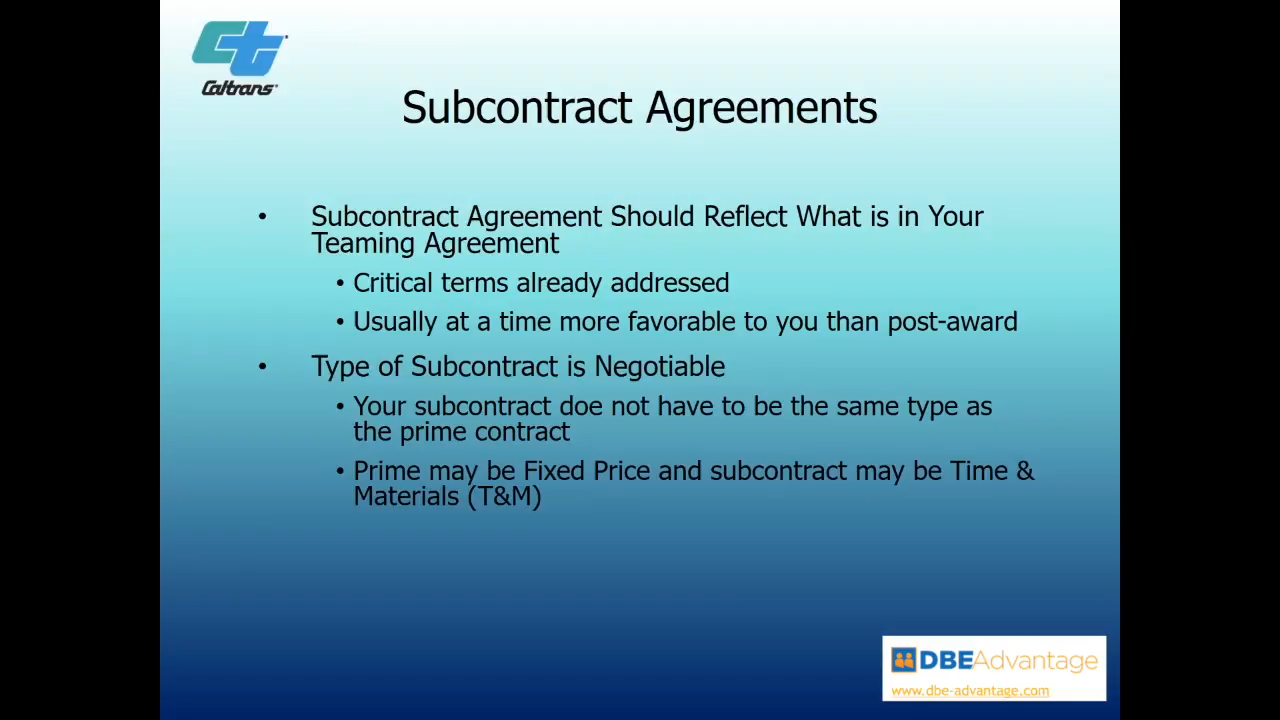 Caltrans
Subcontract Agreements
• Subcontract Agreement Should Reflect What is in Your
Teaming Agreement
• Critical terms already addressed
• Usually at a time more favorable to you than post-award
• Type of Subcontract is Negotiable
• Your subcontract doe not have to be the same type as
the prime contract
• Prime may be Fixed Price and subcontract may be Time &
Materials (T&M)
DBEAdvantage
www.dbe-advantage.com